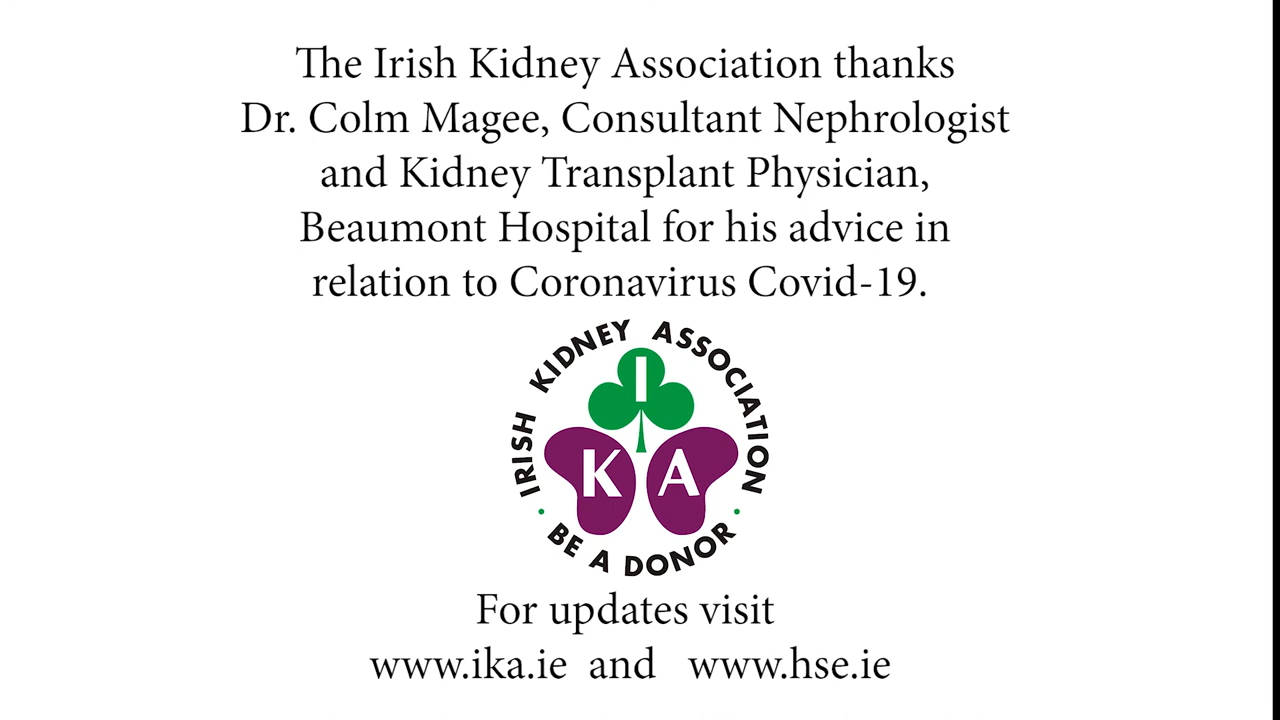 The Irish Kidney Association thanks
Dr. Colm Magee, Consultant Nephrologist
and Kidney Transplant Physician,
Beaumont Hospital for his advice in
relation to Coronavirus Covid-19.
IRISH KIDNEY ASSOCIATION
I
K A
· BE A DONOR ·
For updates visit
www.ika.ie and www.hse.ie